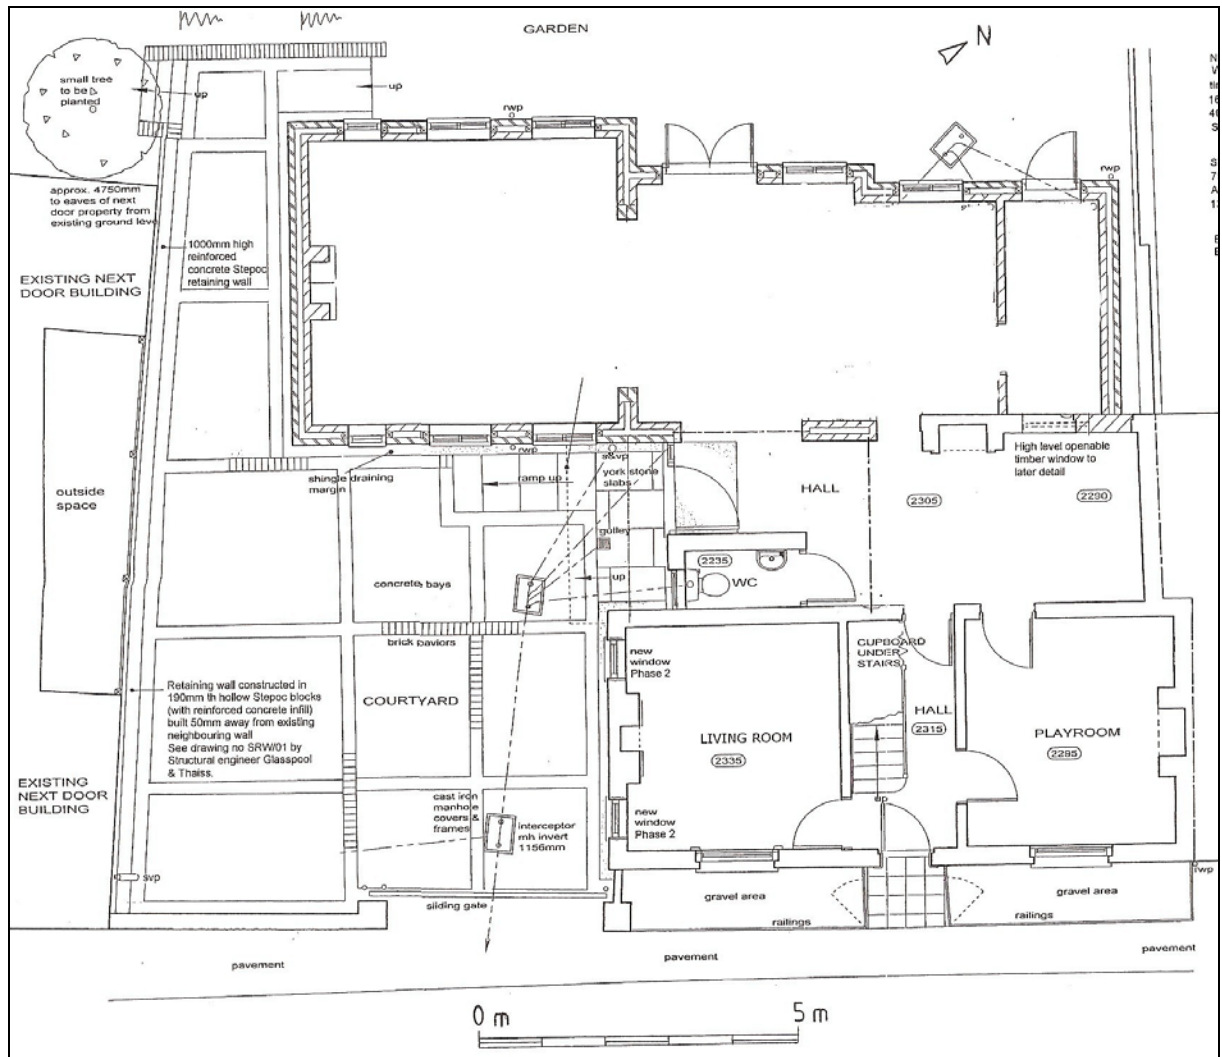 GARDEN
N
small tree
to be
planted
up
up
rwp
rwp
approx. 4750mm
to eaves of next
door property from
existing ground leve
1000mm high
reinforced
concrete Stepoc
retaining wall
EXISTING NEXT
DOOR BUILDING
outside
space
shingle draining
margin
rwp
s&vp
ramp up
york stone
slabs
gulley
up
HALL
2305
2290
High level openable
timber window to
later detail
2235
WC
concrete bays
brick paviors
CUPBOARD
UNDER
STAIRS
new
window
Phase 2
Retaining wall constructed in
190mm th hollow Stepoc blocks
(with reinforced concrete infill)
built 50mm away from existing
neighbouring wall
See drawing no SRW/01 by
Structural engineer Glasspool
& Thaiss.
COURTYARD
LIVING ROOM
2335
HALL
2315
PLAYROOM
2295
up
EXISTING
NEXT DOOR
BUILDING
cast iron
manhole
covers &
frames
interceptor
mh invert
1156mm
new
window
Phase 2
svp
sliding gate
gravel area
railings
gravel area
railings
rwp
pavement
pavement
pavement
0 m
5 m